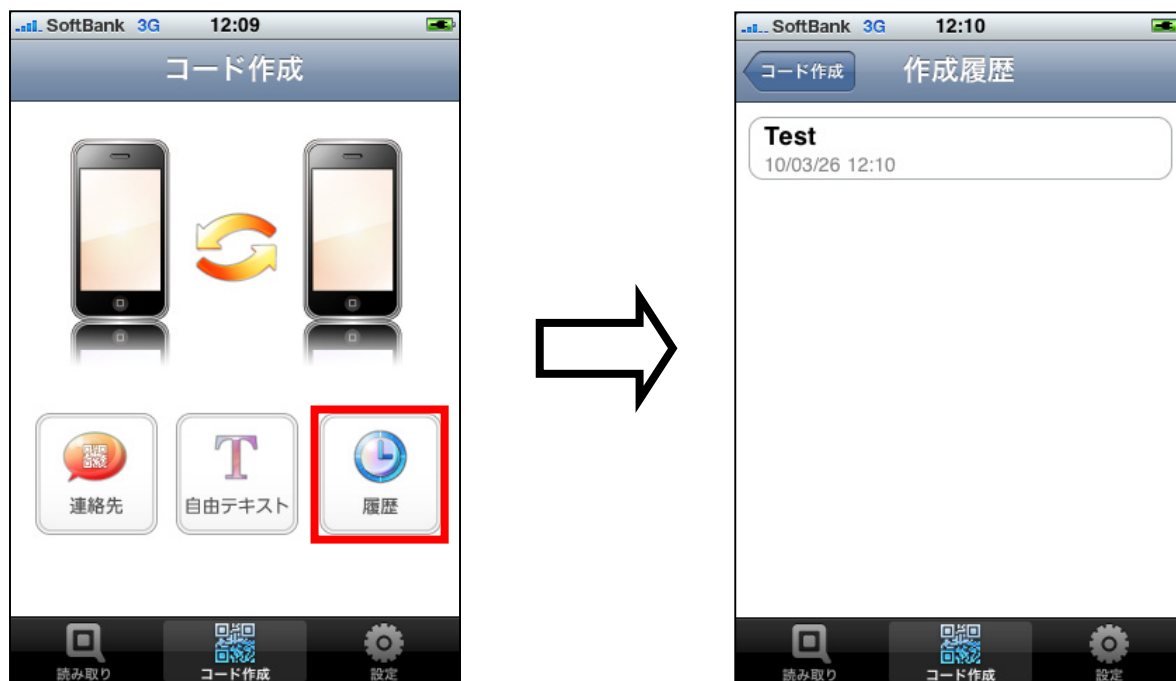 SoftBank 3G 12:09
コード作成
連絡先
自由テキスト
履歴
読み取り
コード作成
設定
SoftBank 3G 12:10
コード作成
作成履歴
Test
10/03/26 12:10
読み取り
コード作成
設定